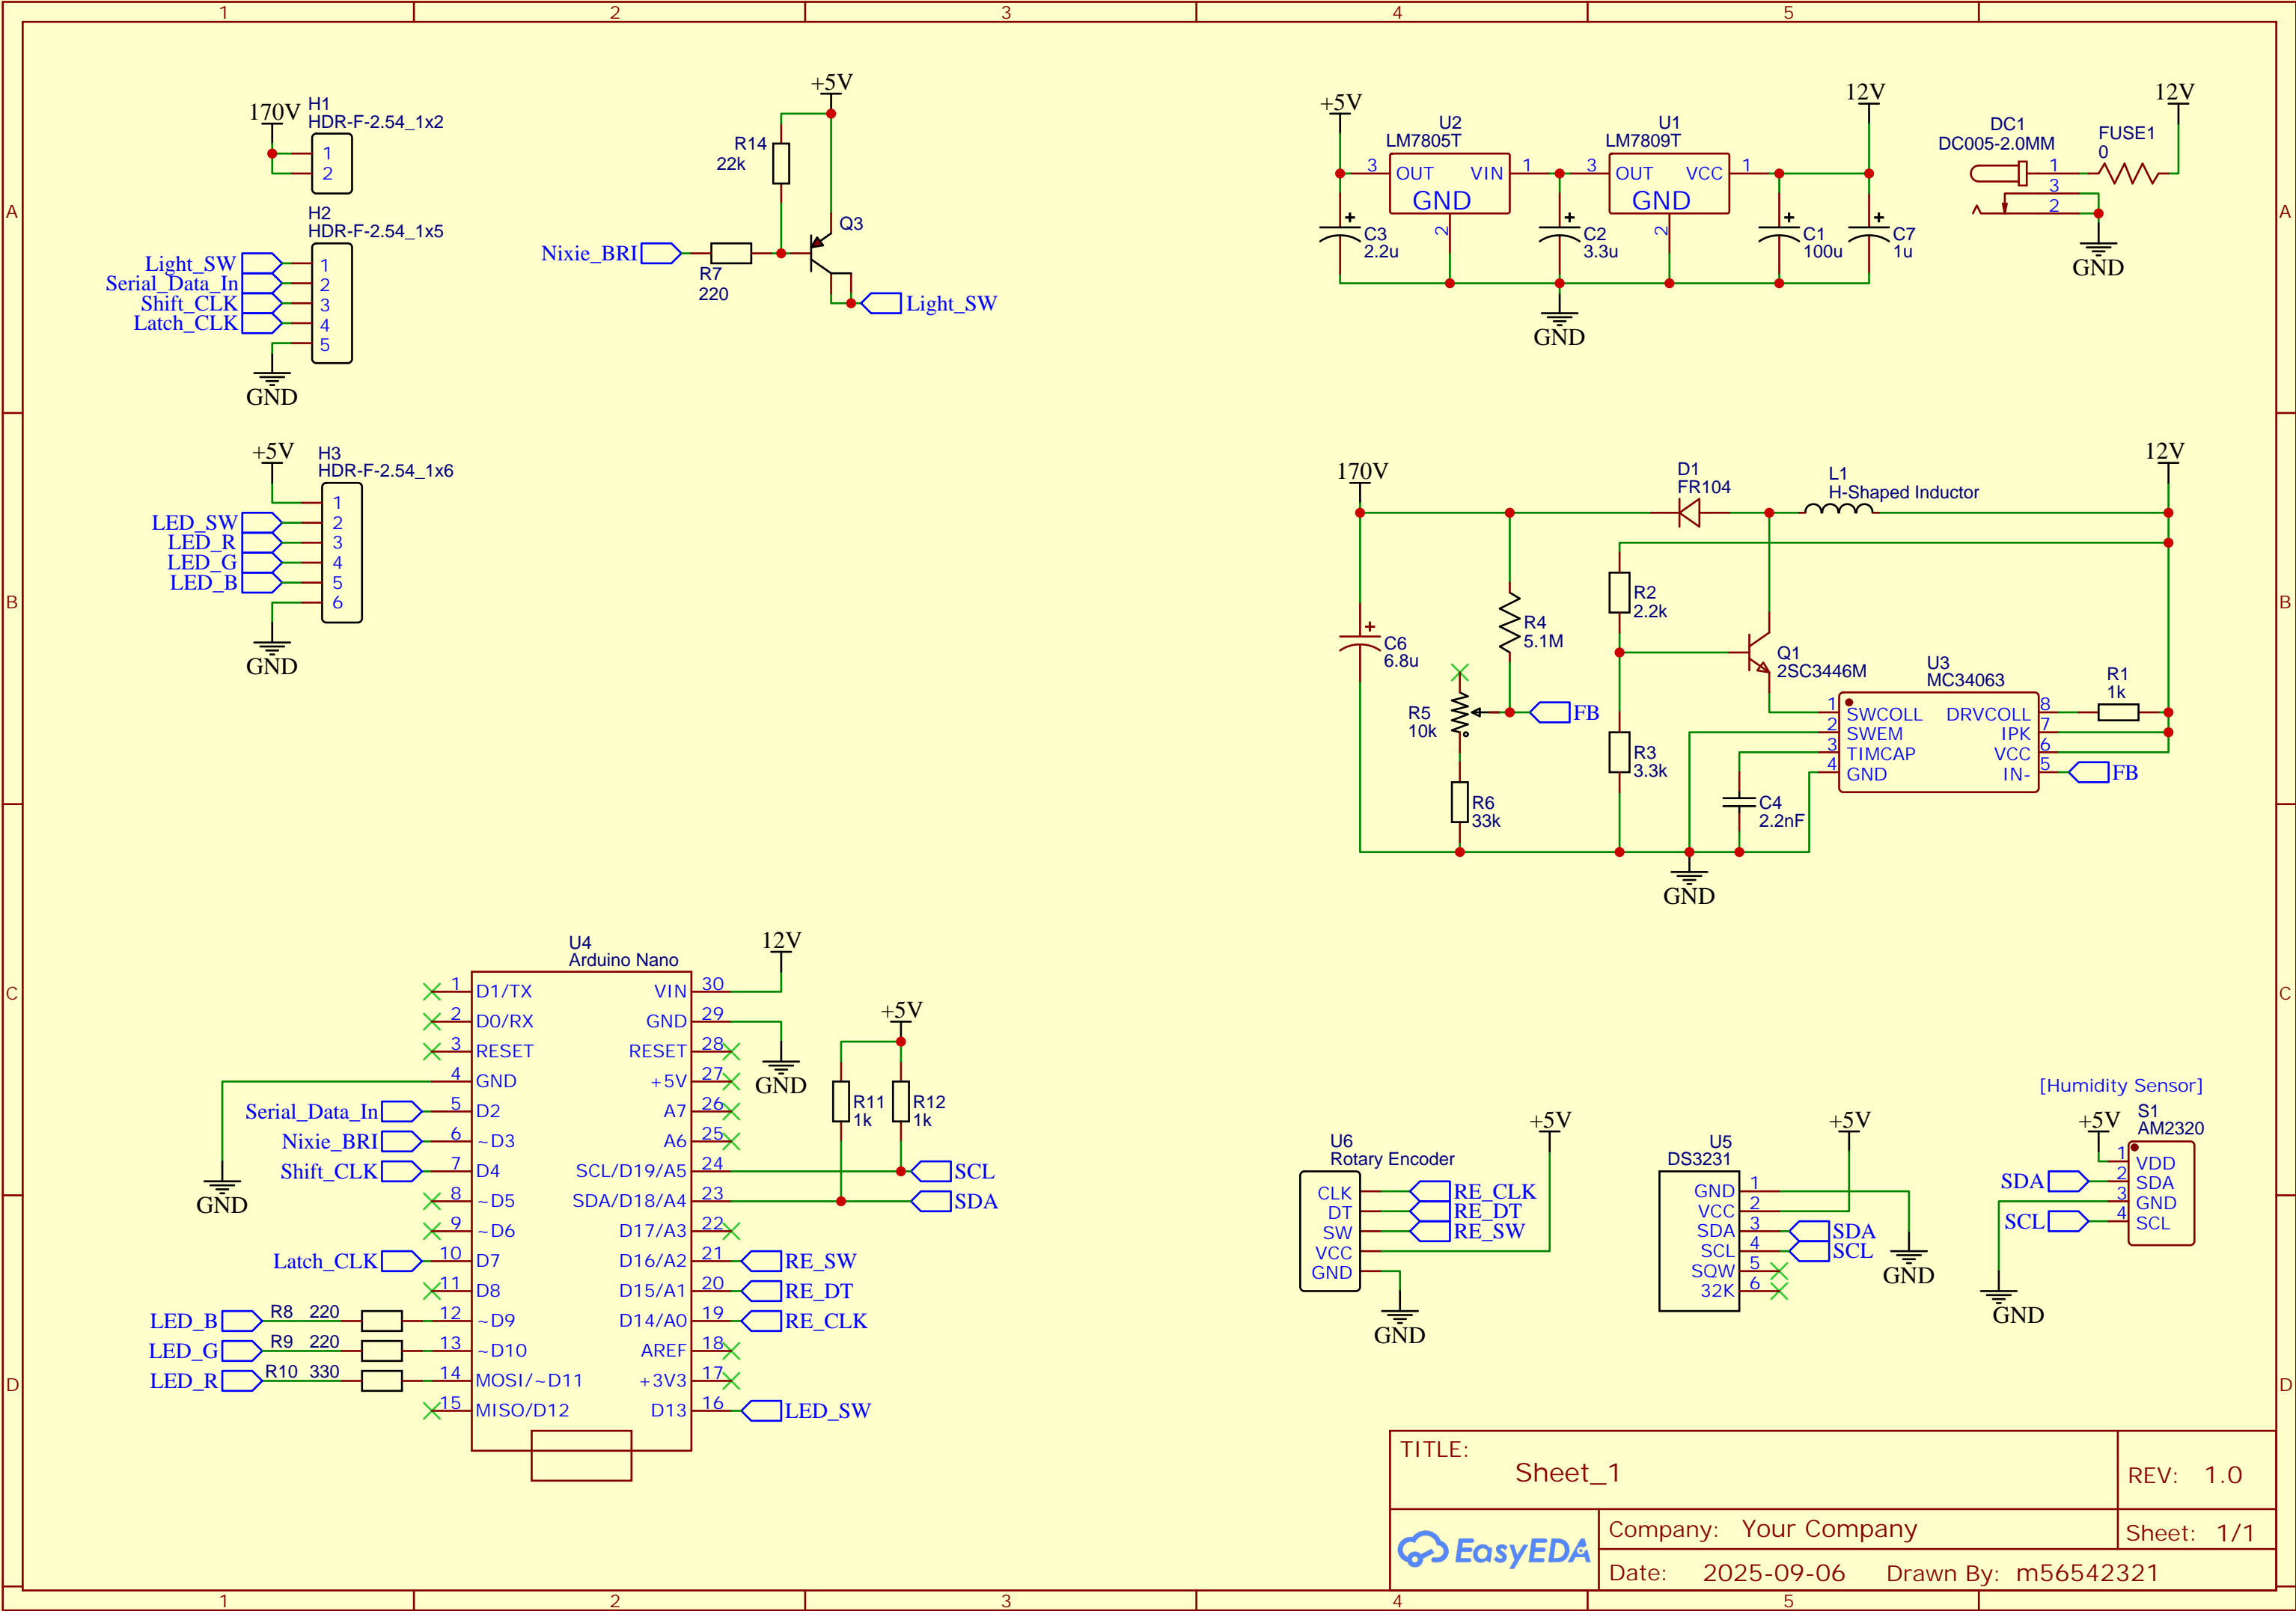 1 2 3 4 5
A
B
C
D
170V
H1
HDR-F-2.54_1x2
1
2
H2
HDR-F-2.54_1x5
Light_SW 1
Serial_Data_In 2
Shift_CLK 3
Latch_CLK 4
5
GND
+5V
H3
HDR-F-2.54_1x6
1
LED_SW 2
LED_R 3
LED_G 4
LED_B 5
6
GND
+5V
R14
22k
Q3
Nixie_BRI
R7
220
Light_SW
+5V
U2
LM7805T
3 OUT VIN 1
GND
2
U1
LM7809T
3 OUT VCC 1
GND
2
12V
C3
2.2u
C2
3.3u
C1
100u
C7
1u
GND
DC1
DC005-2.0MM
1
3
2
FUSE1
0
12V
GND
170V
D1
FR104
L1
H-Shaped Inductor
12V
R2
2.2k
R4
5.1M
C6
6.8u
Q1
2SC3446M
R5
10k
FB
R3
3.3k
R6
33k
C4
2.2nF
U3
MC34063
R1
1k
1 SWCOLL DRVCOLL 8
2 SWEM IPK 7
3 TIMCAP VCC 6
4 GND IN- 5
FB
GND
U4
Arduino Nano
12V
1 D1/TX VIN 30
2 D0/RX GND 29
3 RESET RESET 28
4 GND +5V 27
Serial_Data_In 5 D2 A7 26
Nixie_BRI 6 ~D3 A6 25
Shift_CLK 7 D4 SCL/D19/A5 24 SCL
8 ~D5 SDA/D18/A4 23 SDA
9 ~D6 D17/A3 22
Latch_CLK 10 D7 D16/A2 21 RE_SW
11 D8 D15/A1 20 RE_DT
LED_B R8 220 12 ~D9 D14/A0 19 RE_CLK
LED_G R9 220 13 ~D10 AREF 18
LED_R R10 330 14 MOSI/~D11 +3V3 17
15 MISO/D12 D13 16 LED_SW
GND
GND
+5V
R11
1k
R12
1k
+5V
U6
Rotary Encoder
CLK RE_CLK
DT RE_DT
SW RE_SW
VCC
GND
GND
+5V
U5
DS3231
GND 1
VCC 2
SDA 3 SDA
SCL 4 SCL
SQW 5
32K 6
GND
[Humidity Sensor]
+5V
S1
AM2320
1 VDD
SDA 2 SDA
3 GND
SCL 4 SCL
GND
TITLE:
Sheet_1
REV: 1.0
EasyEDA
Company: Your Company
Sheet: 1/1
Date: 2025-09-06 Drawn By: m56542321
A
B
C
D
1 2 3 4 5